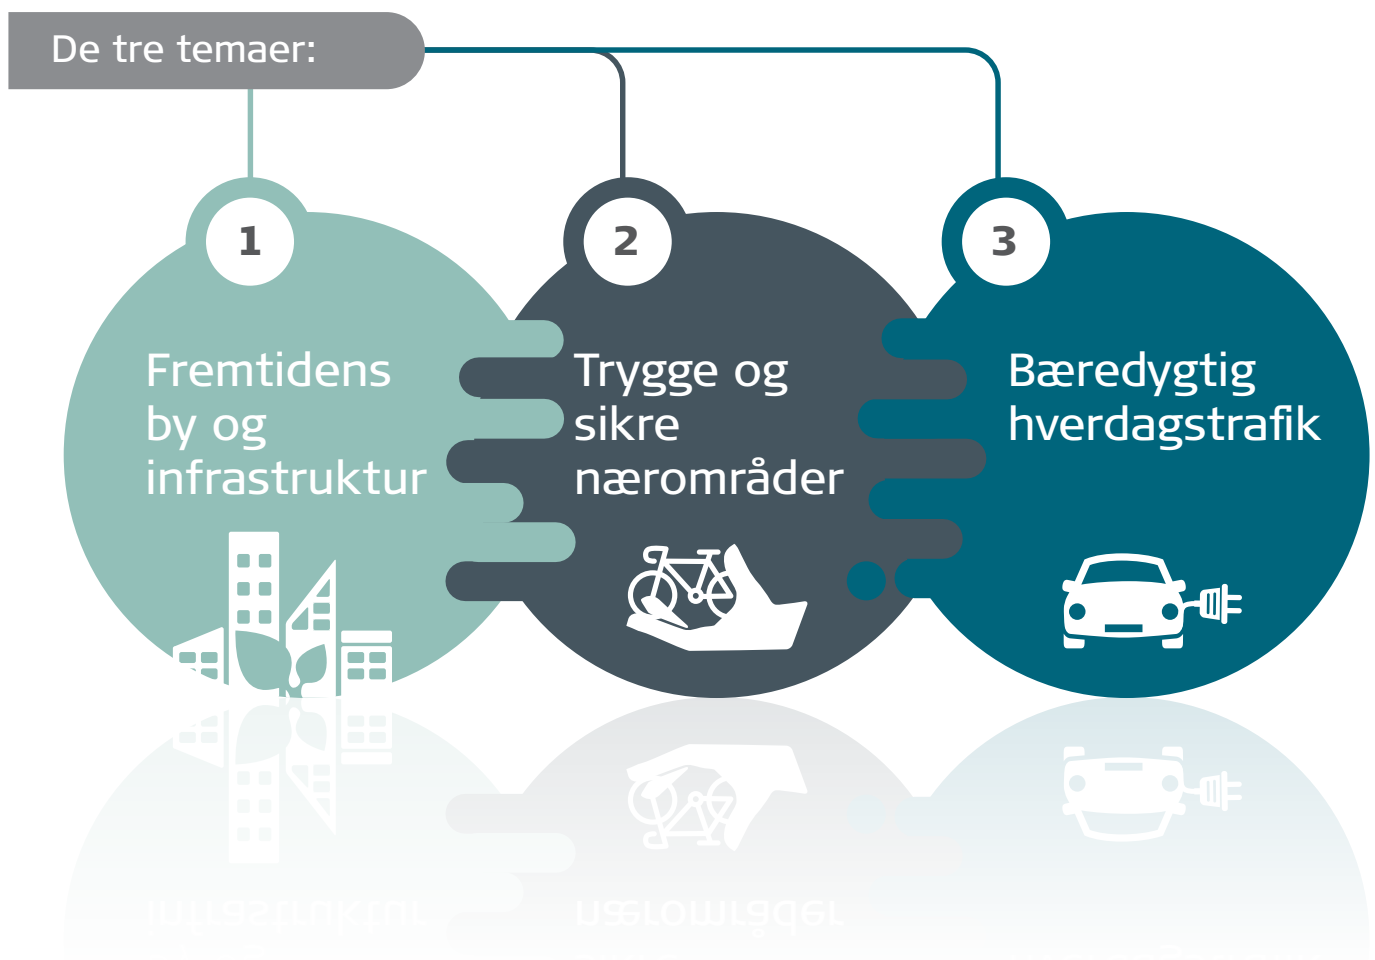 De tre temaer:
1
Fremtidens
by og
infrastruktur
2
Trygge og
sikre
nærområder
3
Bæredygtig
hverdagstrafik